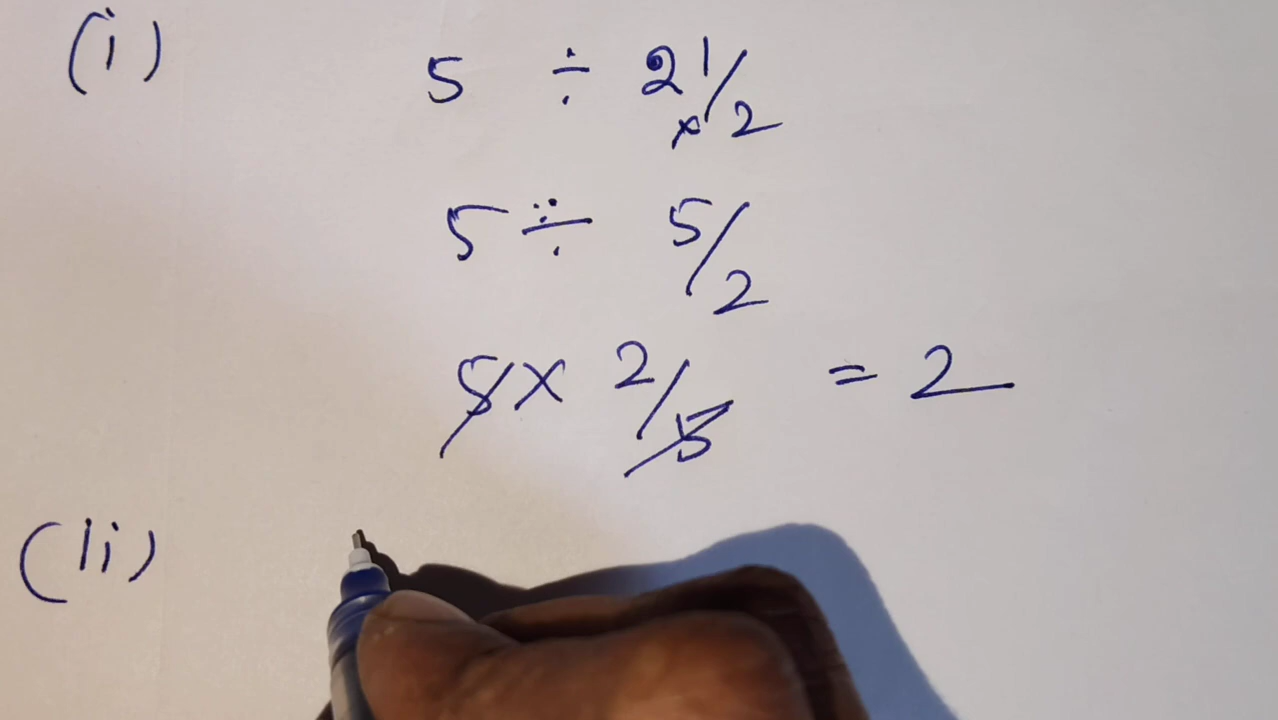 (i) 5 ÷ 2 1/2
×
5 ÷ 5/2
5 × 2/5 = 2
(ii)